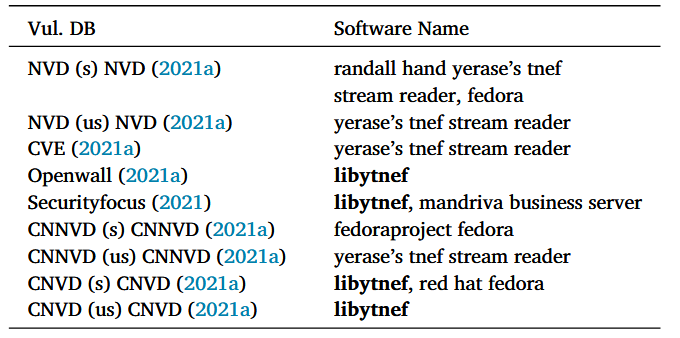 Vul. DB Software Name
NVD (s) NVD (2021a) randall hand yerase's tnef
stream reader, fedora
NVD (us) NVD (2021a) yerase's tnef stream reader
CVE (2021a) yerase's tnef stream reader
Openwall (2021a) libytnef
Securityfocus (2021) libytnef, mandriva business server
CNNVD (s) CNNVD (2021a) fedoraproject fedora
CNNVD (us) CNNVD (2021a) yerase's tnef stream reader
CNVD (s) CNVD (2021a) libytnef, red hat fedora
CNVD (us) CNVD (2021a) libytnef